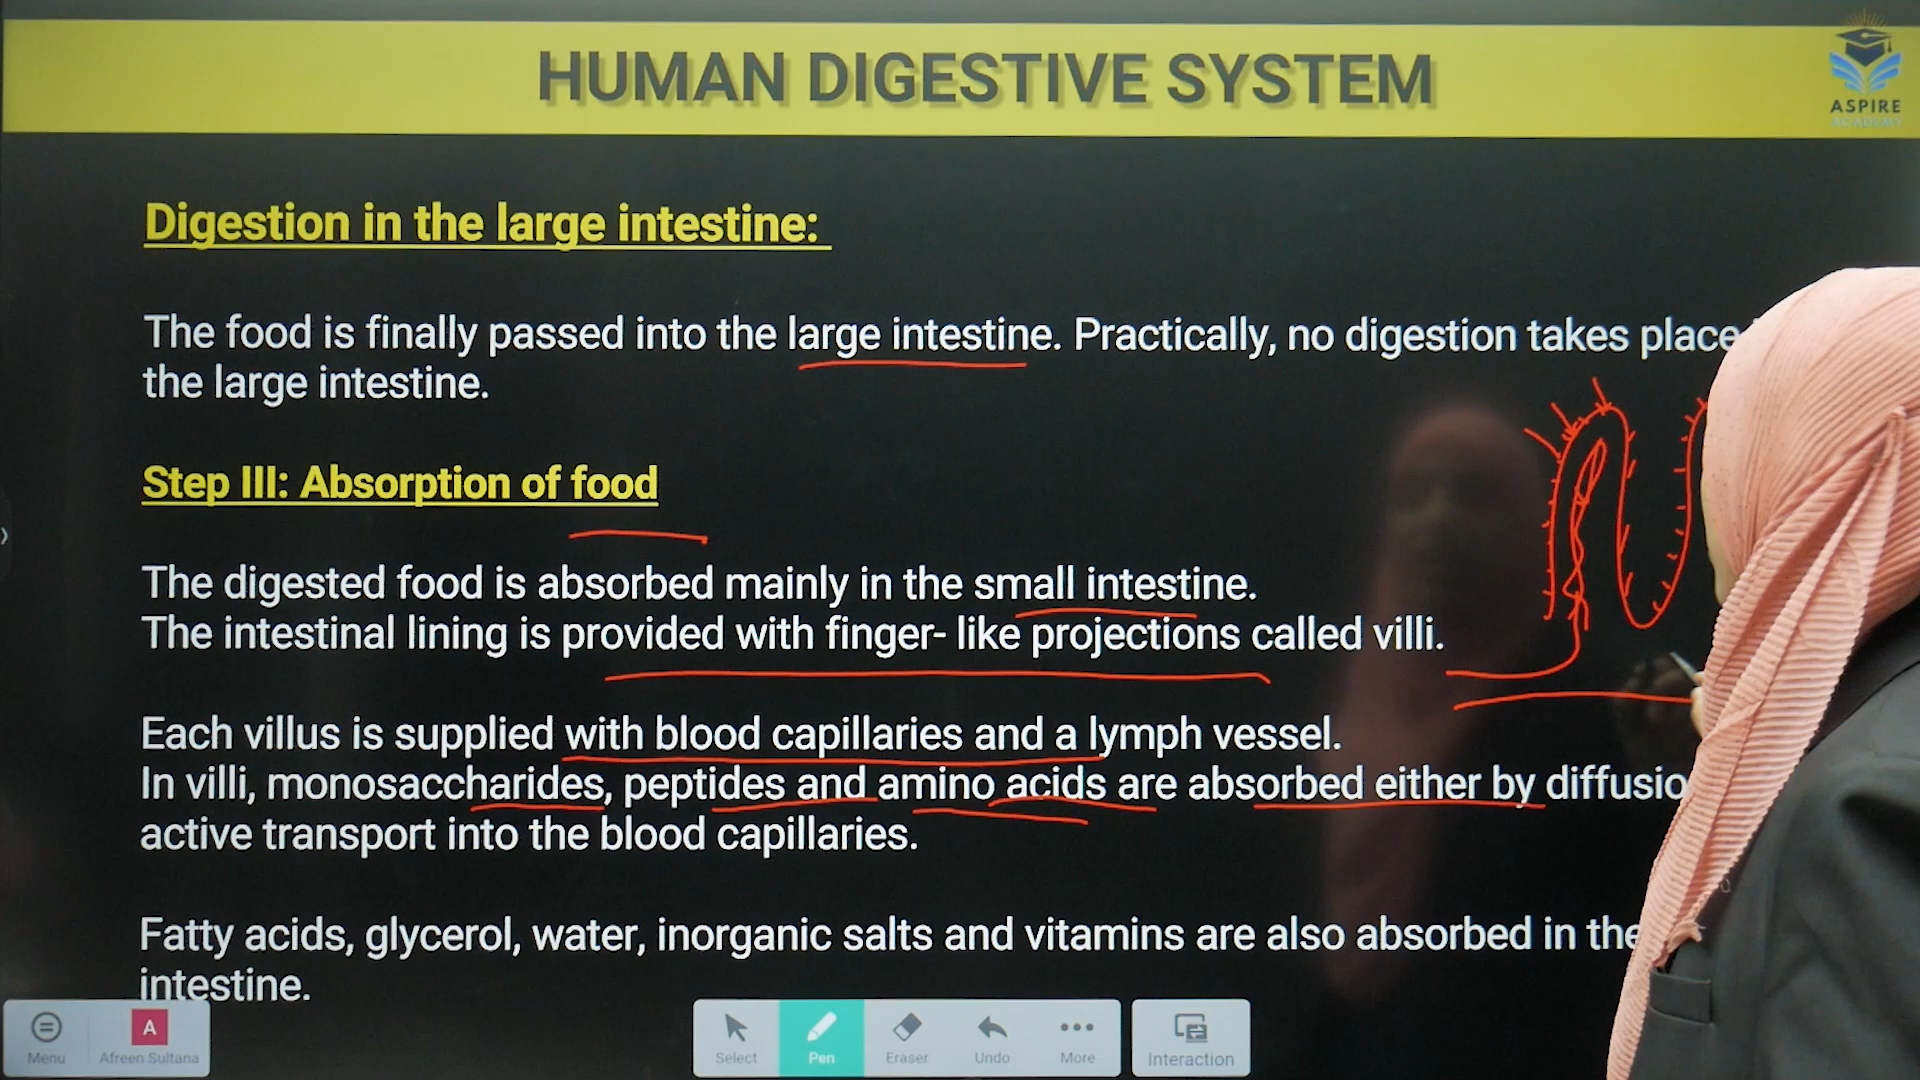 HUMAN DIGESTIVE SYSTEM
ASPIRE
ACADEMY
Digestion in the large intestine:
The food is finally passed into the large intestine. Practically, no digestion takes place
the large intestine.
Step III: Absorption of food
The digested food is absorbed mainly in the small intestine.
The intestinal lining is provided with finger- like projections called villi.
Each villus is supplied with blood capillaries and a lymph vessel.
In villi, monosaccharides, peptides and amino acids are absorbed either by diffusio
active transport into the blood capillaries.
Fatty acids, glycerol, water, inorganic salts and vitamins are also absorbed in the
intestine.
Menu
A
Afreen Sultana
Select
Pen
Eraser
Undo
More
Interaction